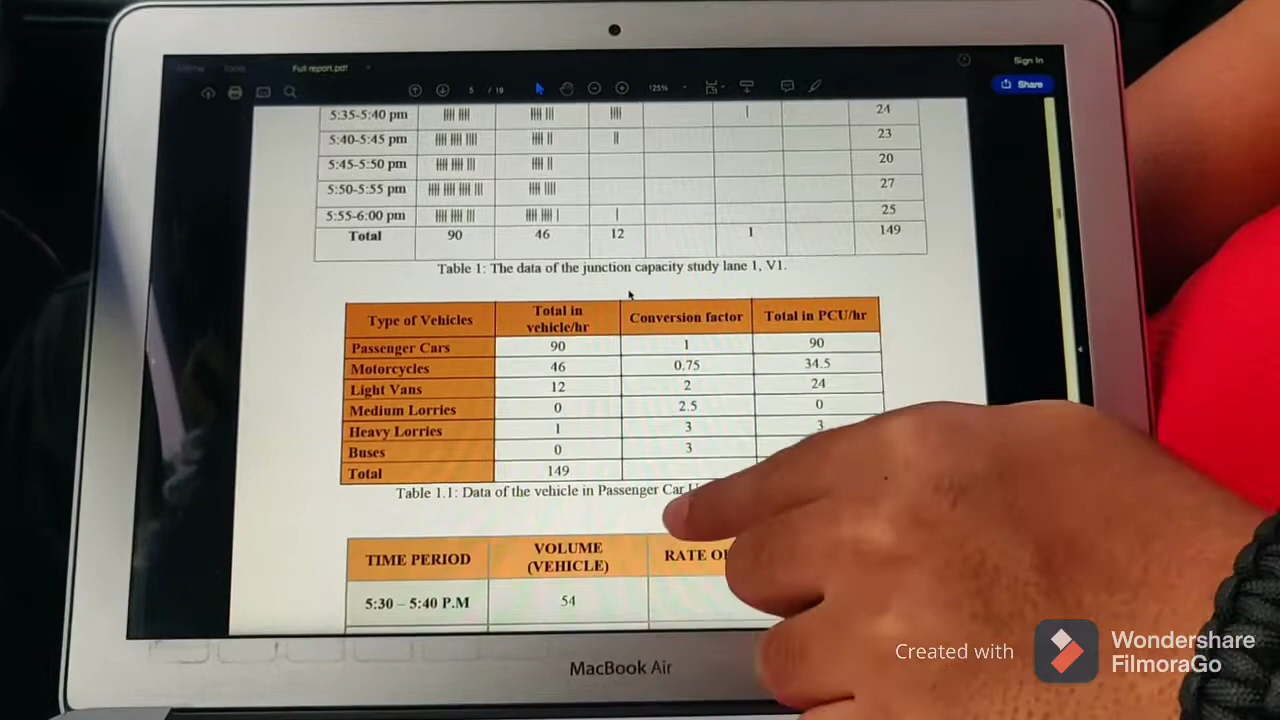 Full report.pdf
Sign In
5 / 18 125% Share
5:35-5:40 pm 24
5:40-5:45 pm 23
5:45-5:50 pm 20
5:50-5:55 pm 27
5:55-6:00 pm 25
Total 90 46 12 1 149
Table 1: The data of the junction capacity study lane 1, V1.
Type of Vehicles Total in vehicle/hr Conversion factor Total in PCU/hr
Passenger Cars 90 1 90
Motorcycles 46 0.75 34.5
Light Vans 12 2 24
Medium Lorries 0 2.5 0
Heavy Lorries 1 3 3
Buses 0 3
Total 149
Table 1.1: Data of the vehicle in Passenger Car
TIME PERIOD VOLUME (VEHICLE) RATE
5:30 – 5:40 P.M 54
MacBook Air
Created with Wondershare FilmoraGo